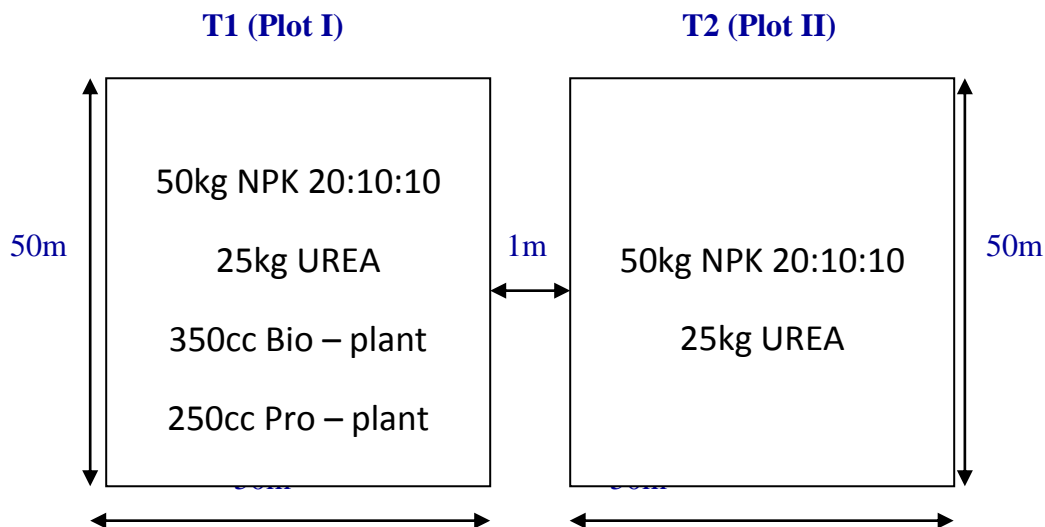 T1 (Plot I)
T2 (Plot II)
50kg NPK 20:10:10
25kg UREA
350cc Bio – plant
250cc Pro – plant
50m
1m
50kg NPK 20:10:10
25kg UREA
50m